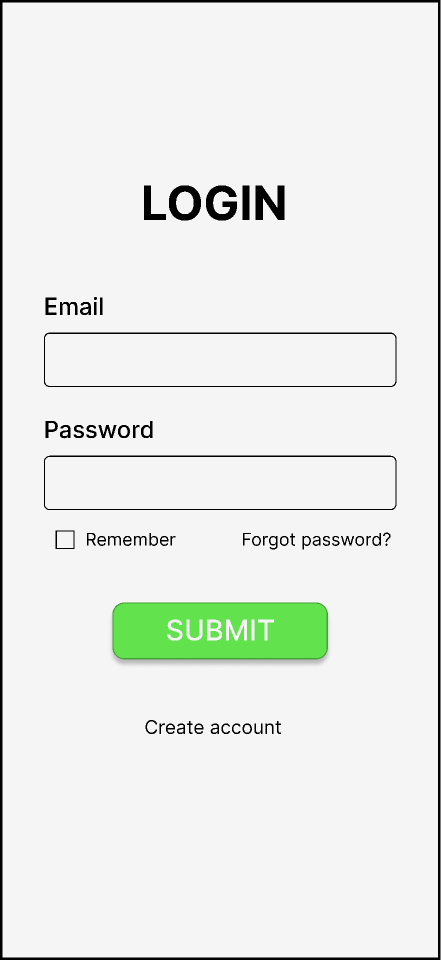 LOGIN
Email
Password
Remember Forgot password?
SUBMIT
Create account